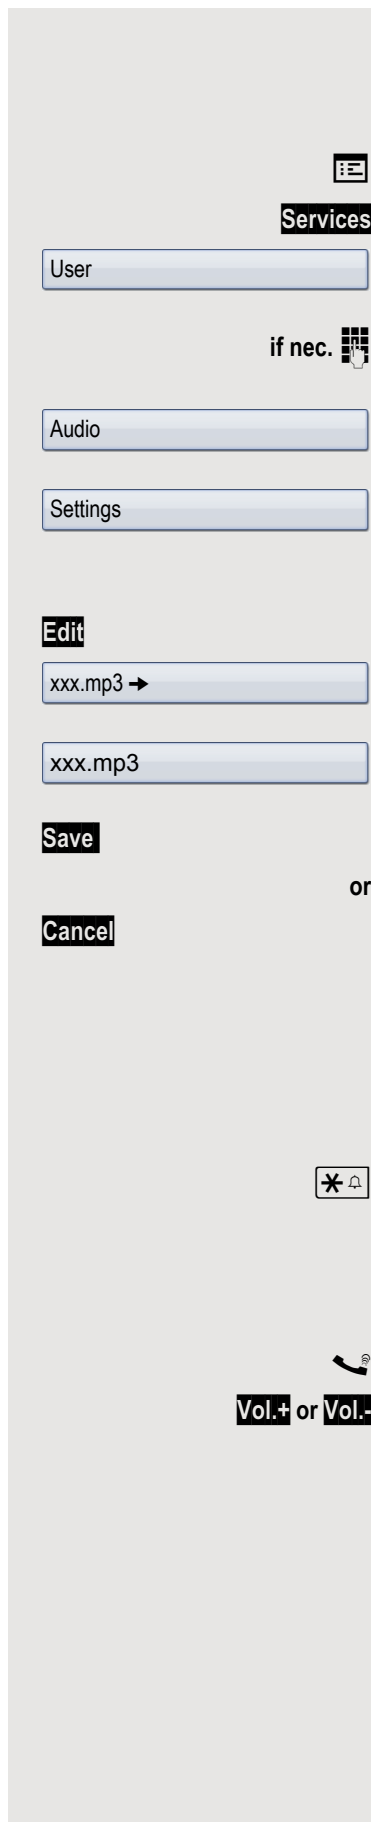 Services
User
if nec.
Audio
Settings
Edit
xxx.mp3 →
xxx.mp3
Save
or
Cancel
Vol.+ or Vol.-